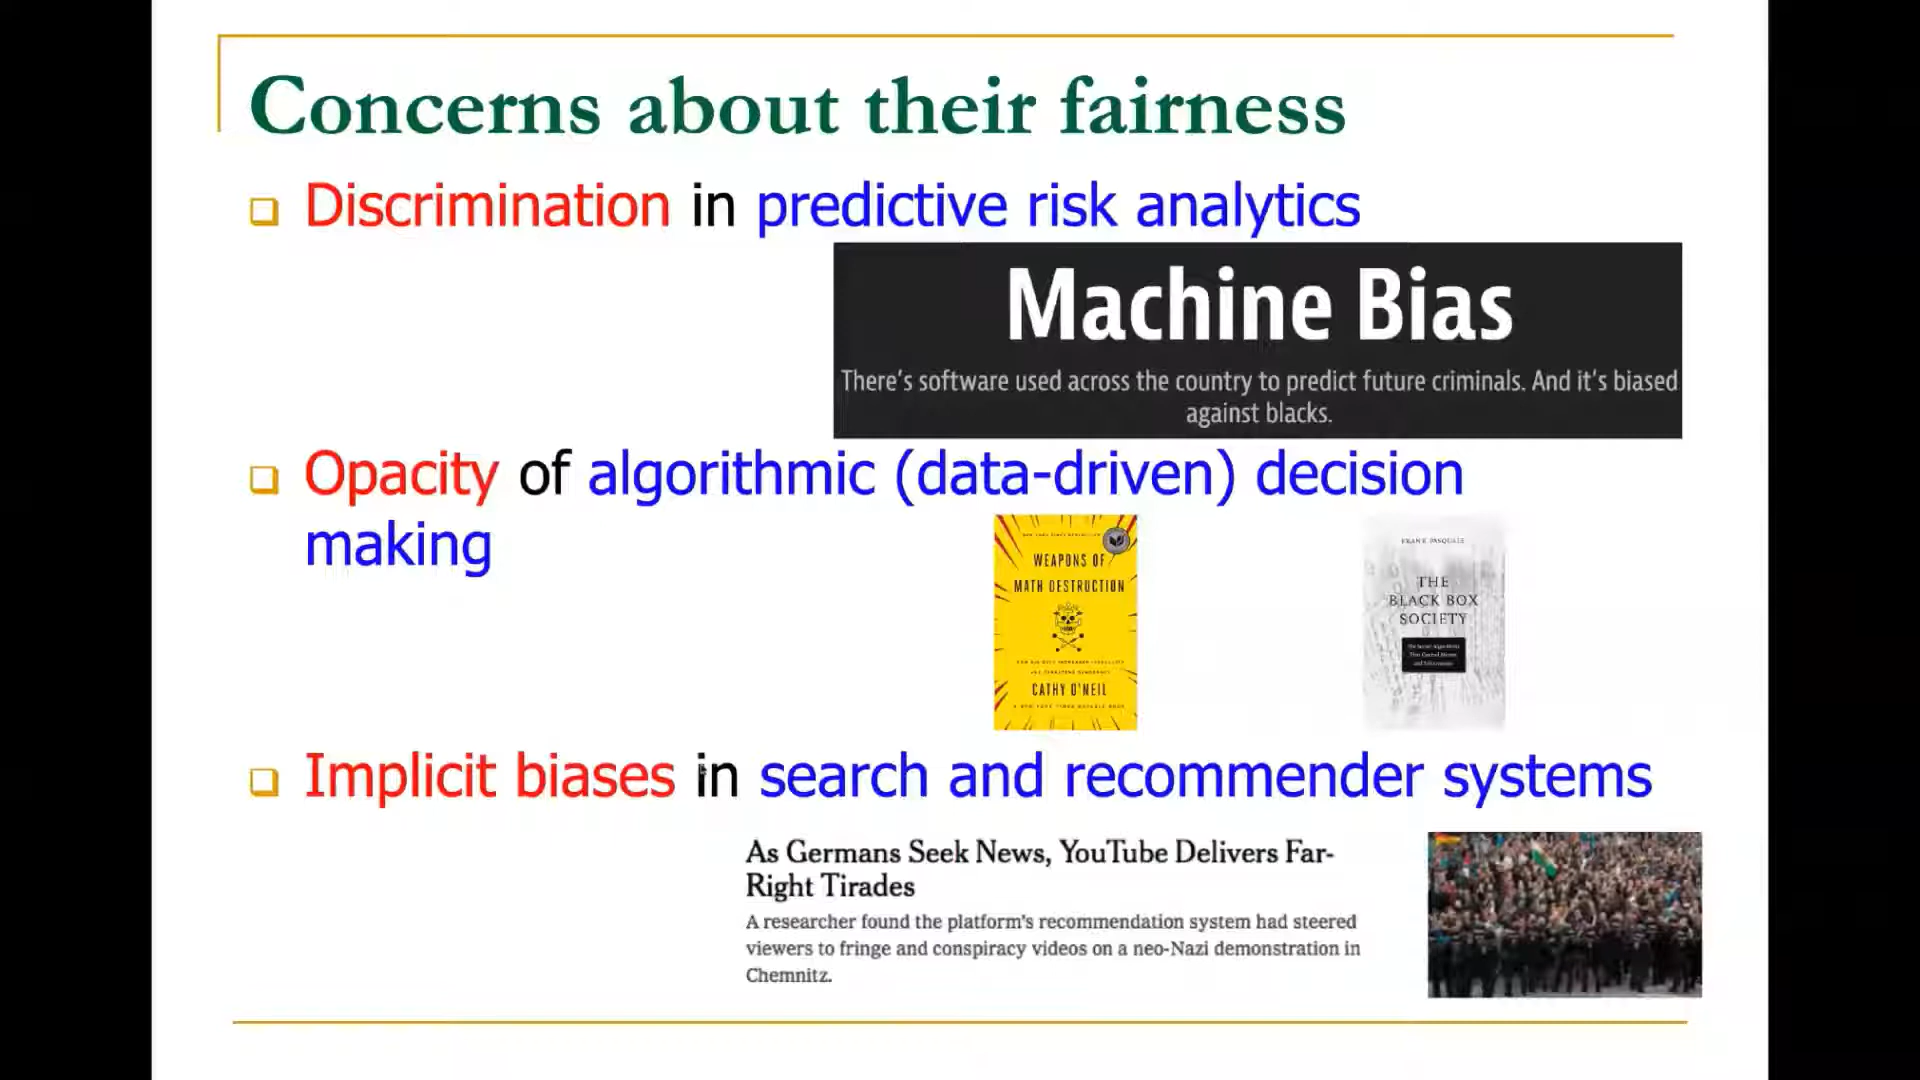 Concerns about their fairness
Discrimination in predictive risk analytics
Machine Bias
There's software used across the country to predict future criminals. And it's biased
against blacks.
Opacity of algorithmic (data-driven) decision
making
WEAPONS OF
MATH DESTRUCTION
CATHY O'NEIL
FRANK PASQUALE
THE
BLACK BOX
SOCIETY
Implicit biases in search and recommender systems
As Germans Seek News, YouTube Delivers Far-
Right Tirades
A researcher found the platform's recommendation system had steered
viewers to fringe and conspiracy videos on a neo-Nazi demonstration in
Chemnitz.